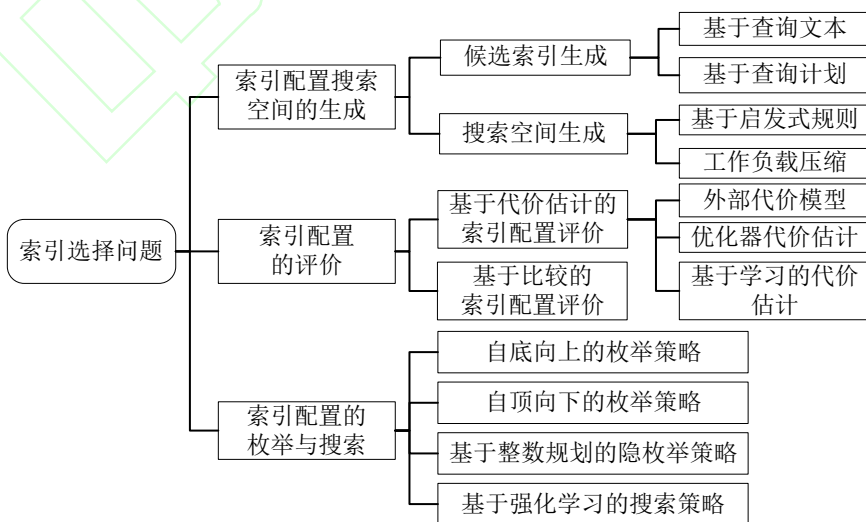 索引选择问题
索引配置搜索
空间的生成
候选索引生成
基于查询文本
基于查询计划
搜索空间生成
基于启发式规则
工作负载压缩
索引配置
的评价
基于代价估计的
索引配置评价
外部代价模型
优化器代价估计
基于学习的代价
估计
基于比较的
索引配置评价
索引配置的
枚举与搜索
自底向上的枚举策略
自顶向下的枚举策略
基于整数规划的隐枚举策略
基于强化学习的搜索策略